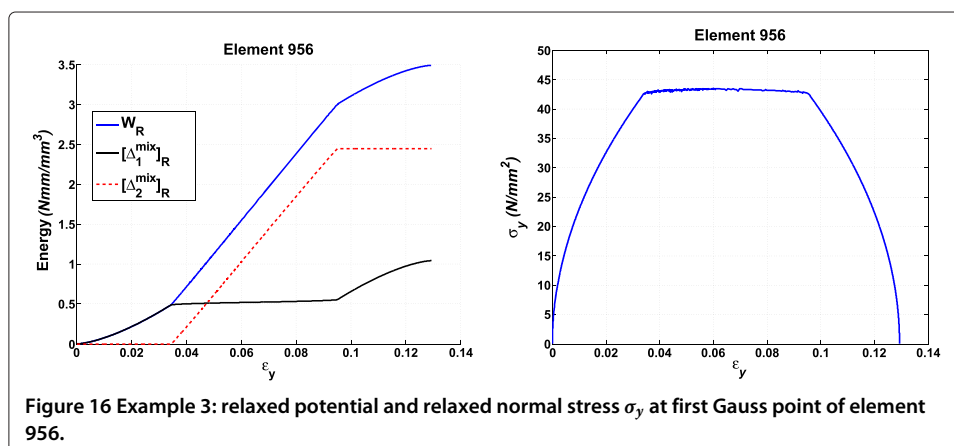 Element 956
3.5
3
2.5
2
1.5
1
0.5
0
Energy (Nmm/mm³)
W_R
[Δ₁^mix]_R
[Δ₂^mix]_R
0 0.02 0.04 0.06 0.08 0.1 0.12 0.14
ε_y
Element 956
50
45
40
35
30
25
20
15
10
5
0
σ_y (N/mm²)
0 0.02 0.04 0.06 0.08 0.1 0.12 0.14
ε_y
Figure 16 Example 3: relaxed potential and relaxed normal stress σ_y at first Gauss point of element
956.